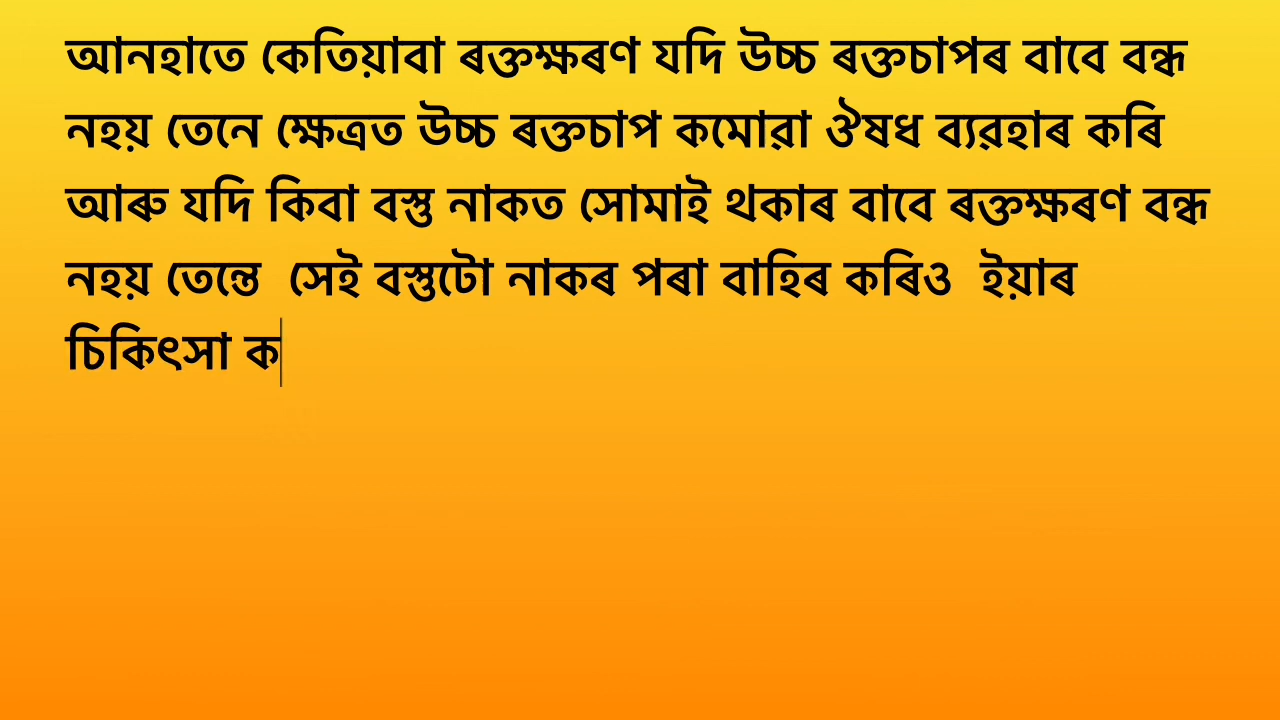 আনহাতে কেতিয়াবা ৰক্তক্ষৰণ যদি উচ্চ ৰক্তচাপৰ বাবে বন্ধ
নহয় তেনে ক্ষেত্ৰত উচ্চ ৰক্তচাপ কমোৱা ঔষধ ব্যৱহাৰ কৰি
আৰু যদি কিবা বস্তু নাকত সোমাই থকাৰ বাবে ৰক্তক্ষৰণ বন্ধ
নহয় তেন্তে  সেই বস্তুটো নাকৰ পৰা বাহিৰ কৰিও  ইয়াৰ
চিকিৎসা ক